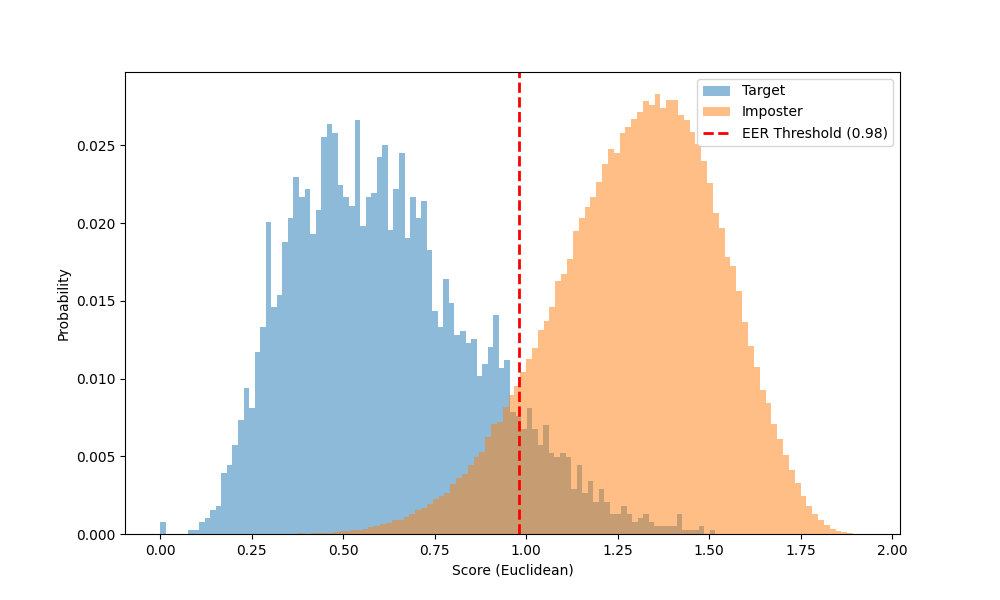 Target
Imposter
EER Threshold (0.98)
0.025
0.020
0.015
0.010
0.005
0.000
Probability
0.00 0.25 0.50 0.75 1.00 1.25 1.50 1.75 2.00
Score (Euclidean)